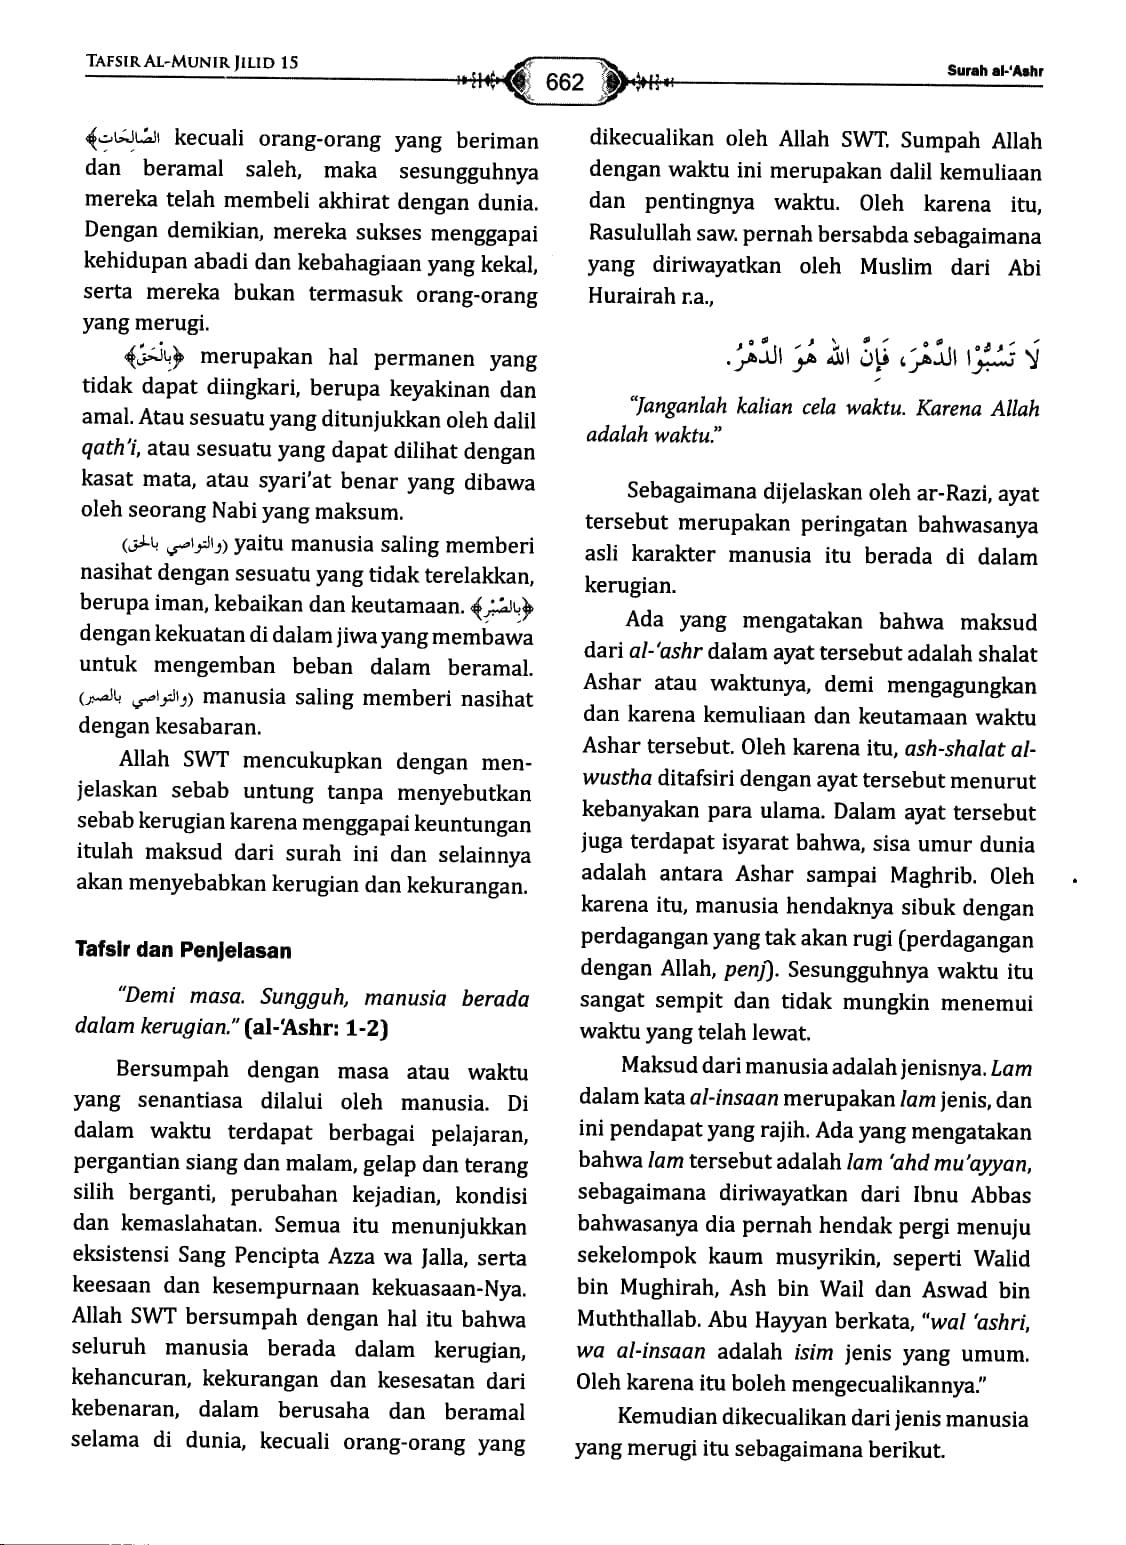 TAFSIR AL-MUNIR JILID 15
662
Surah al-‘Ashr
الصَّالِحَاتِ﴾ kecuali orang-orang yang beriman
dan beramal saleh, maka sesungguhnya
mereka telah membeli akhirat dengan dunia.
Dengan demikian, mereka sukses menggapai
kehidupan abadi dan kebahagiaan yang kekal,
serta mereka bukan termasuk orang-orang
yang merugi.
﴿بِالْحَقِّ﴾ merupakan hal permanen yang
tidak dapat diingkari, berupa keyakinan dan
amal. Atau sesuatu yang ditunjukkan oleh dalil
qath’i, atau sesuatu yang dapat dilihat dengan
kasat mata, atau syari’at benar yang dibawa
oleh seorang Nabi yang maksum.
(والتواصي بالحق) yaitu manusia saling memberi
nasihat dengan sesuatu yang tidak terelakkan,
berupa iman, kebaikan dan keutamaan. ﴿بِالصَّبْرِ﴾
dengan kekuatan di dalam jiwa yang membawa
untuk mengemban beban dalam beramal.
(والتواصي بالصبر) manusia saling memberi nasihat
dengan kesabaran.
Allah SWT mencukupkan dengan men-
jelaskan sebab untung tanpa menyebutkan
sebab kerugian karena menggapai keuntungan
itulah maksud dari surah ini dan selainnya
akan menyebabkan kerugian dan kekurangan.
Tafsir dan Penjelasan
“Demi masa. Sungguh, manusia berada
dalam kerugian.” (al-‘Ashr: 1-2)
Bersumpah dengan masa atau waktu
yang senantiasa dilalui oleh manusia. Di
dalam waktu terdapat berbagai pelajaran,
pergantian siang dan malam, gelap dan terang
silih berganti, perubahan kejadian, kondisi
dan kemaslahatan. Semua itu menunjukkan
eksistensi Sang Pencipta Azza wa Jalla, serta
keesaan dan kesempurnaan kekuasaan-Nya.
Allah SWT bersumpah dengan hal itu bahwa
seluruh manusia berada dalam kerugian,
kehancuran, kekurangan dan kesesatan dari
kebenaran, dalam berusaha dan beramal
selama di dunia, kecuali orang-orang yang
dikecualikan oleh Allah SWT. Sumpah Allah
dengan waktu ini merupakan dalil kemuliaan
dan pentingnya waktu. Oleh karena itu,
Rasulullah saw. pernah bersabda sebagaimana
yang diriwayatkan oleh Muslim dari Abi
Hurairah r.a.,
لَا تَسُبُّوْا الدَّهْرَ، فَإِنَّ اللهَ هُوَ الدَّهْرُ.
“Janganlah kalian cela waktu. Karena Allah
adalah waktu.”
Sebagaimana dijelaskan oleh ar-Razi, ayat
tersebut merupakan peringatan bahwasanya
asli karakter manusia itu berada di dalam
kerugian.
Ada yang mengatakan bahwa maksud
dari al-‘ashr dalam ayat tersebut adalah shalat
Ashar atau waktunya, demi mengagungkan
dan karena kemuliaan dan keutamaan waktu
Ashar tersebut. Oleh karena itu, ash-shalat al-
wustha ditafsiri dengan ayat tersebut menurut
kebanyakan para ulama. Dalam ayat tersebut
juga terdapat isyarat bahwa, sisa umur dunia
adalah antara Ashar sampai Maghrib. Oleh
karena itu, manusia hendaknya sibuk dengan
perdagangan yang tak akan rugi (perdagangan
dengan Allah, penj). Sesungguhnya waktu itu
sangat sempit dan tidak mungkin menemui
waktu yang telah lewat.
Maksud dari manusia adalah jenisnya. Lam
dalam kata al-insaan merupakan lam jenis, dan
ini pendapat yang rajih. Ada yang mengatakan
bahwa lam tersebut adalah lam ‘ahd mu’ayyan,
sebagaimana diriwayatkan dari Ibnu Abbas
bahwasanya dia pernah hendak pergi menuju
sekelompok kaum musyrikin, seperti Walid
bin Mughirah, Ash bin Wail dan Aswad bin
Muththallab. Abu Hayyan berkata, “wal ‘ashri,
wa al-insaan adalah isim jenis yang umum.
Oleh karena itu boleh mengecualikannya.”
Kemudian dikecualikan dari jenis manusia
yang merugi itu sebagaimana berikut.